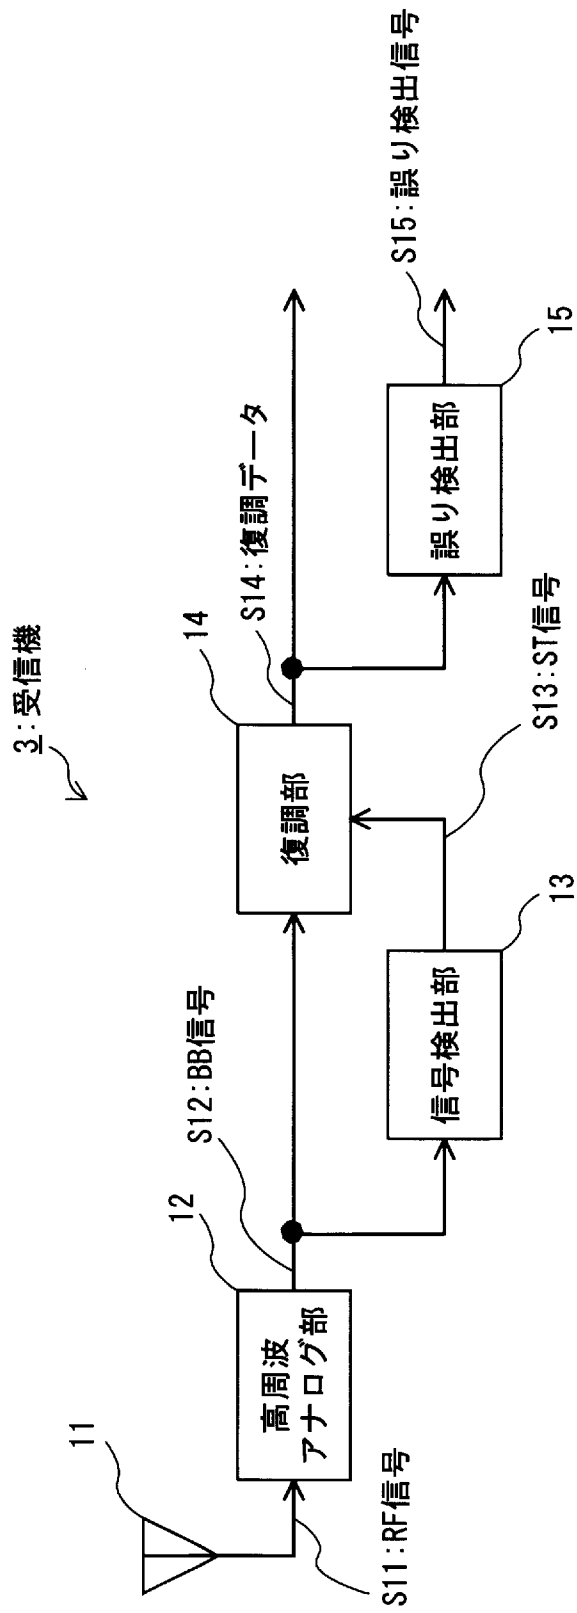 3:受信機
11
S11:RF信号
12
高周波
アナログ部
S12:BB信号
13
信号検出部
S13:ST信号
14
復調部
S14:復調データ
15
誤り検出部
S15:誤り検出信号